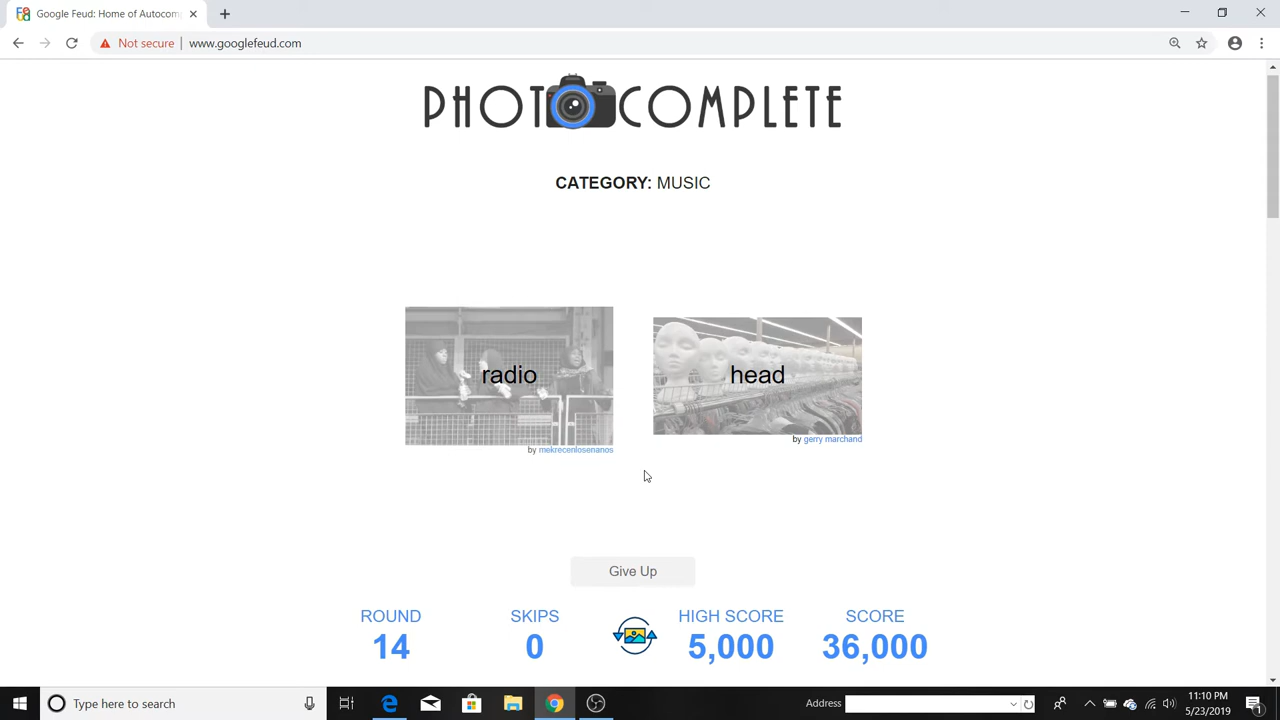 Google Feud: Home of Autocomp
Not secure
www.googlefeud.com
PHOTOCOMPLETE
CATEGORY: MUSIC
radio
head
by mekrecenlosenanos
by gerry marchand
Give Up
ROUND SKIPS HIGH SCORE SCORE
14 0 5,000 36,000
Type here to search
Address
11:10 PM
5/23/2019
1